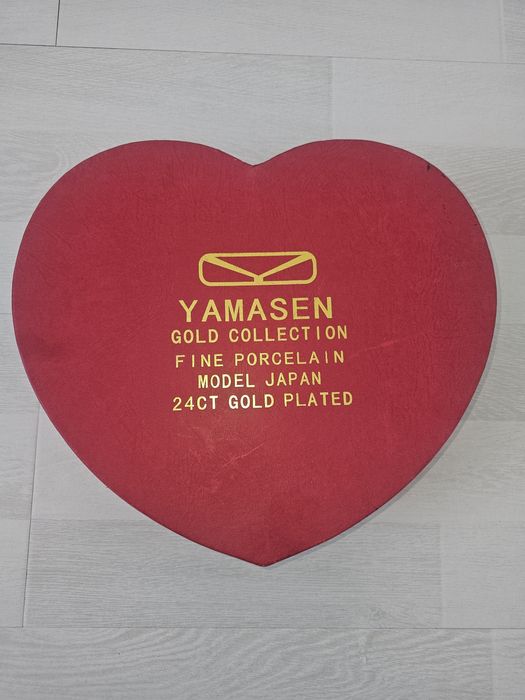 YAMASEN
GOLD COLLECTION
FINE PORCELAIN
MODEL JAPAN
24CT GOLD PLATED